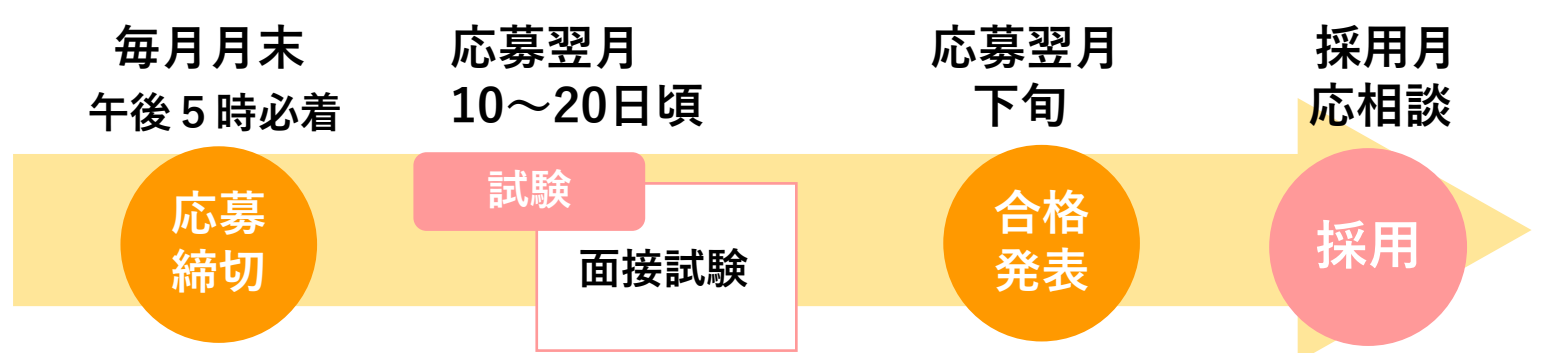 毎月月末
午後５時必着
応募
締切
応募翌月
10～20日頃
試験
面接試験
応募翌月
下旬
合格
発表
採用月
応相談
採用